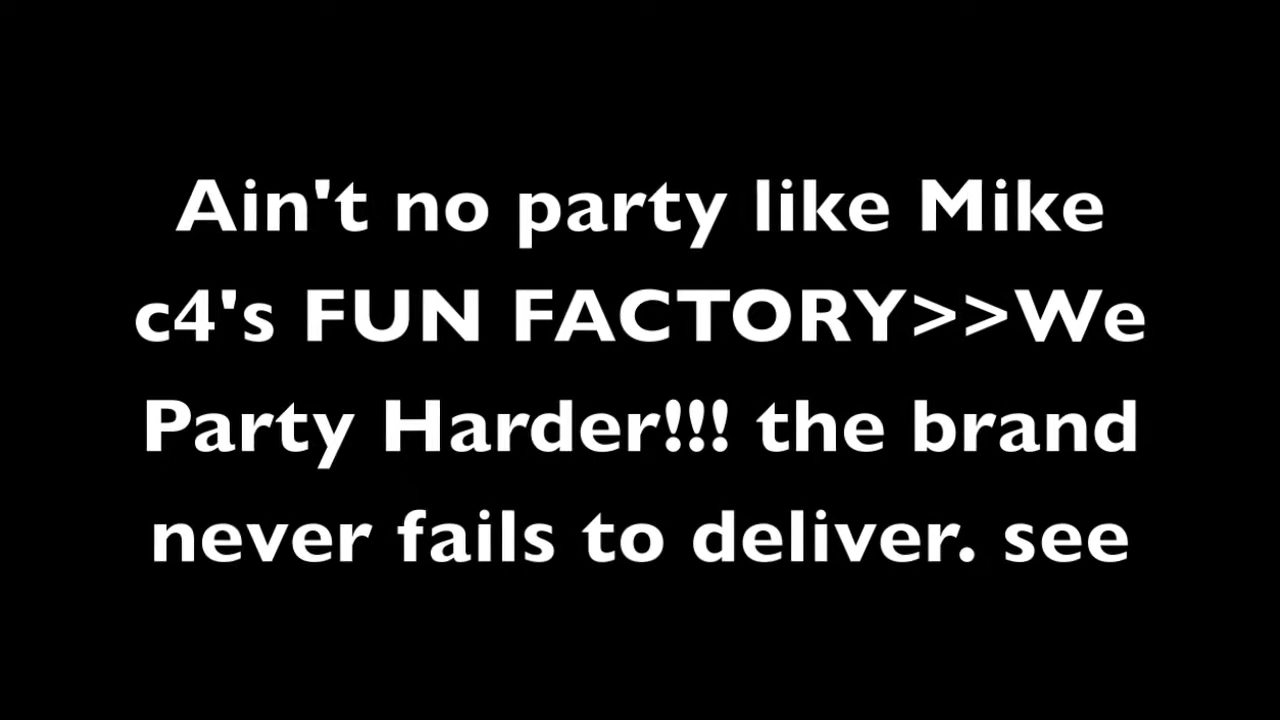 Ain't no party like Mike
c4's FUN FACTORY>>We
Party Harder!!! the brand
never fails to deliver. see